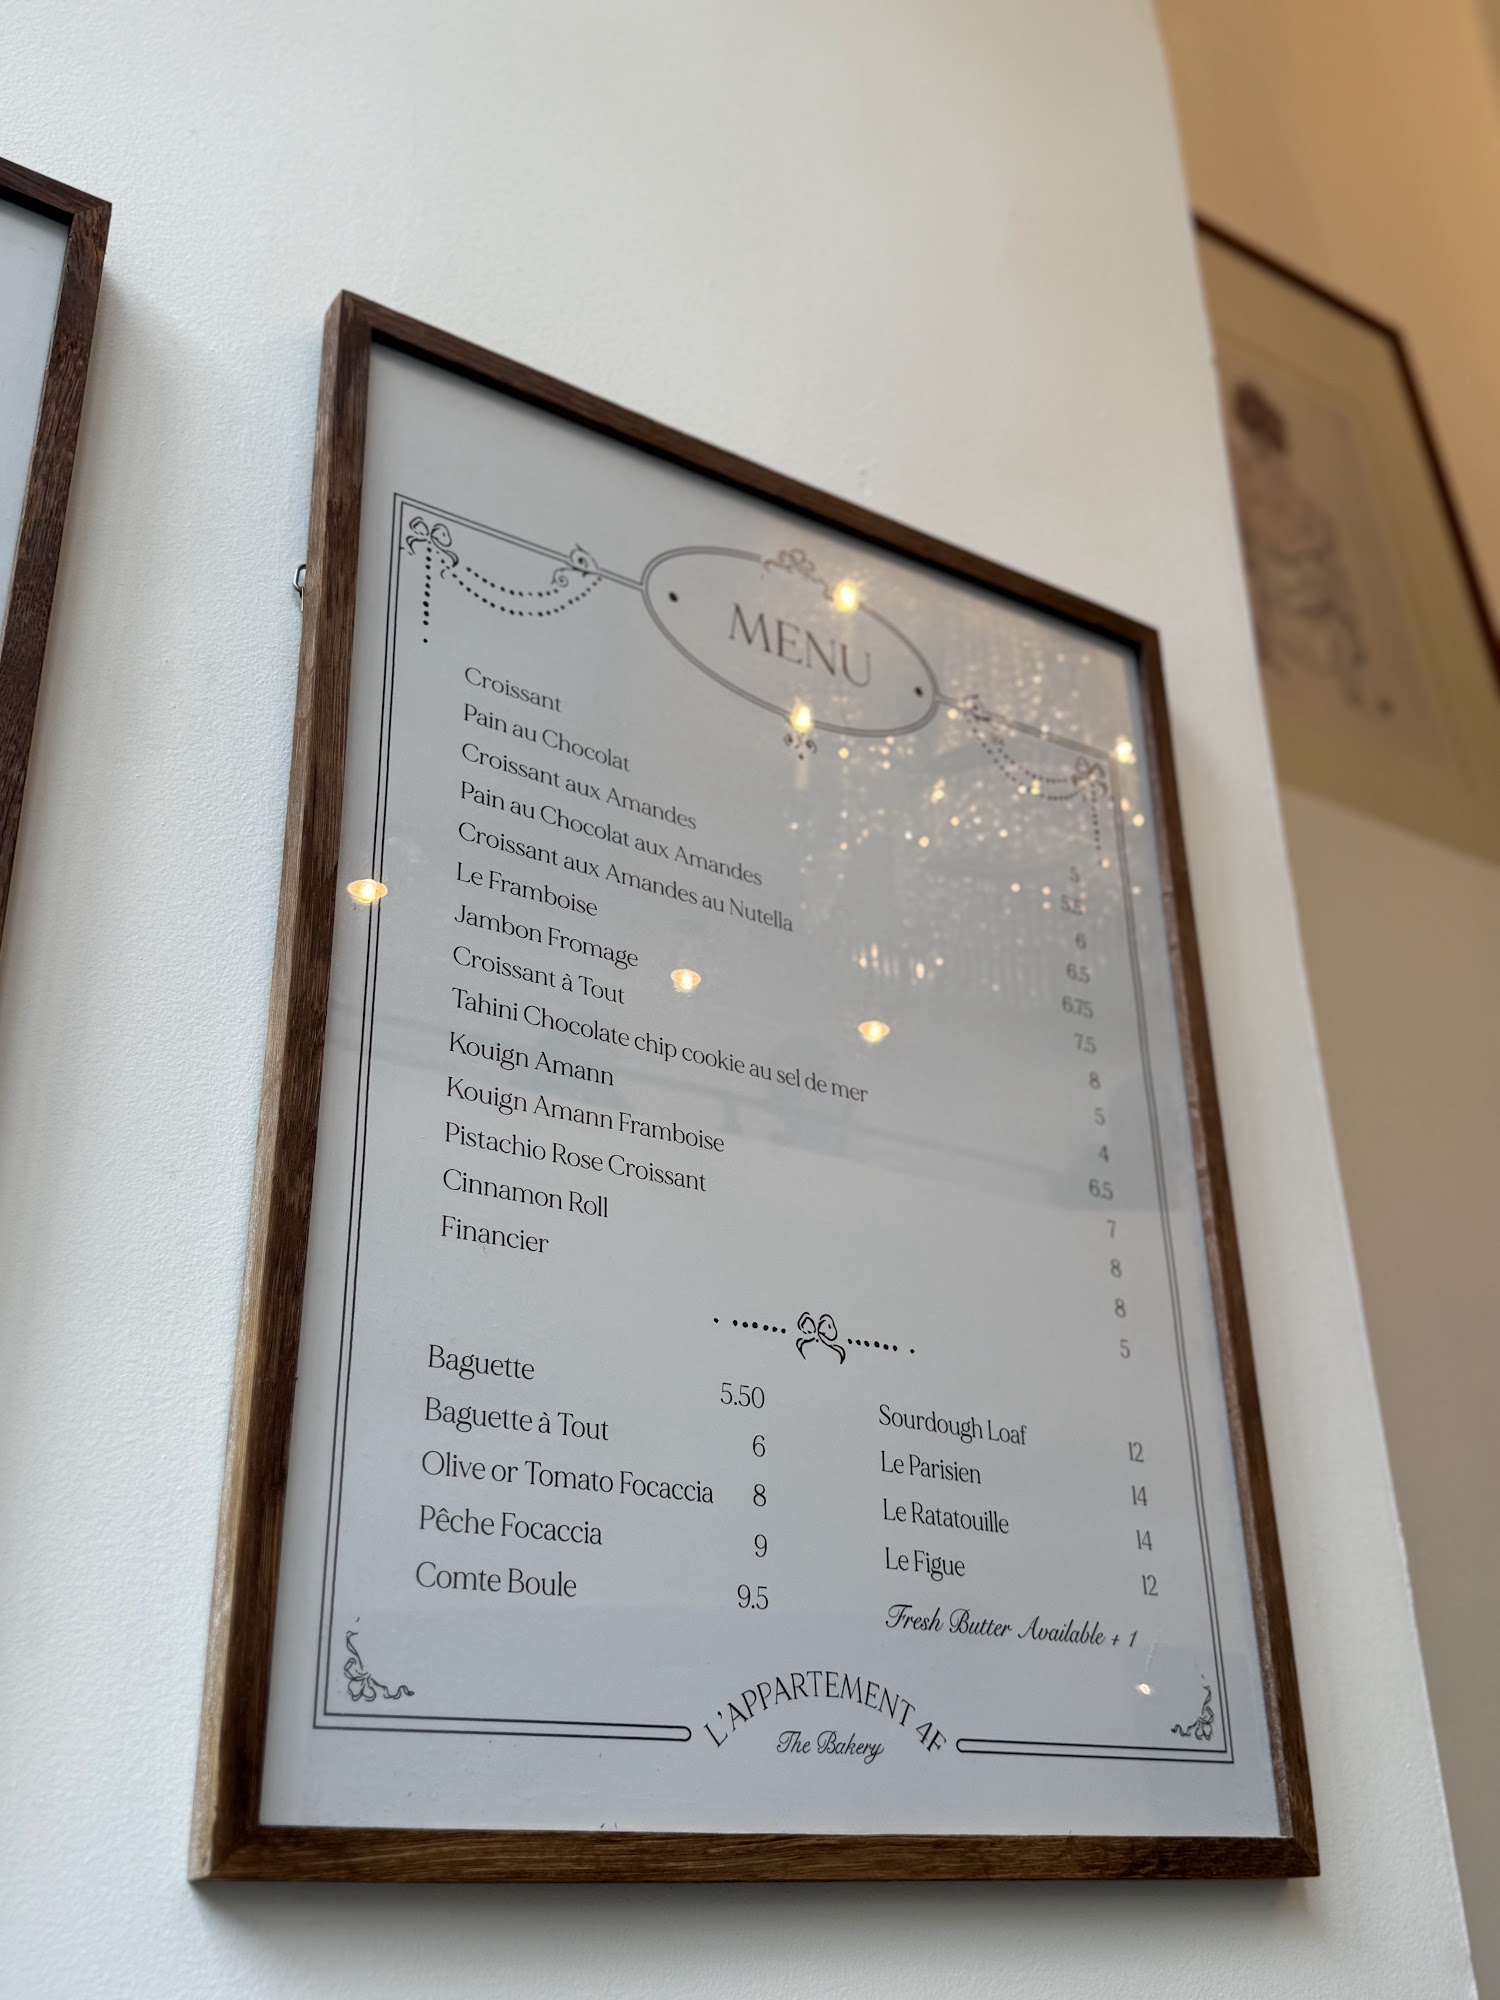 MENU
Croissant 5
Pain au Chocolat 5.5
Croissant aux Amandes 6
Pain au Chocolat aux Amandes 6.5
Croissant aux Amandes au Nutella 6.75
Le Framboise 7.5
Jambon Fromage 8
Croissant à Tout 5
Tahini Chocolate chip cookie au sel de mer 4
Kouign Amann 6.5
Kouign Amann Framboise 7
Pistachio Rose Croissant 8
Cinnamon Roll 8
Financier 5
Baguette 5.50
Baguette à Tout 6
Olive or Tomato Focaccia 8
Pêche Focaccia 9
Comte Boule 9.5
Sourdough Loaf 12
Le Parisien 14
Le Ratatouille 14
Le Figue 12
Fresh Butter Available + 1
L'APPARTEMENT 4F
The Bakery